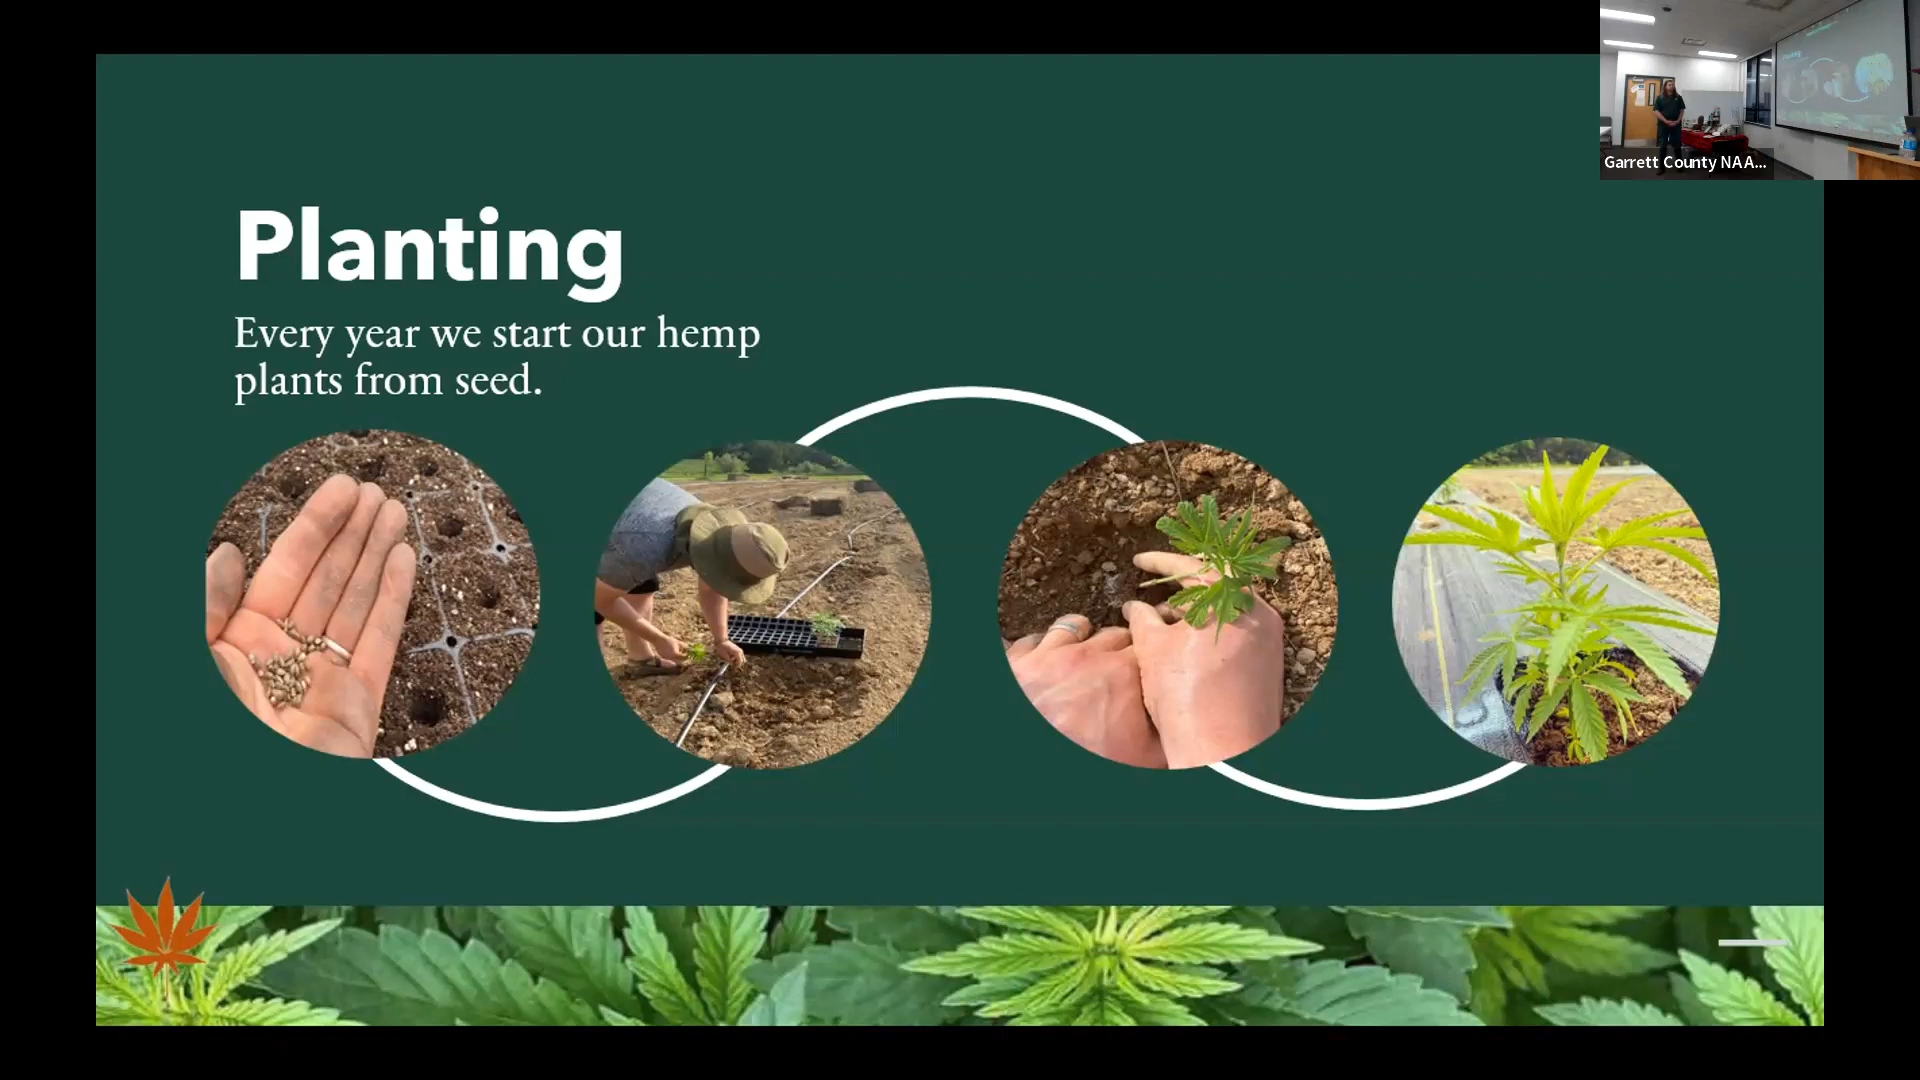 Planting
Every year we start our hemp
plants from seed.
Garrett County NAA...